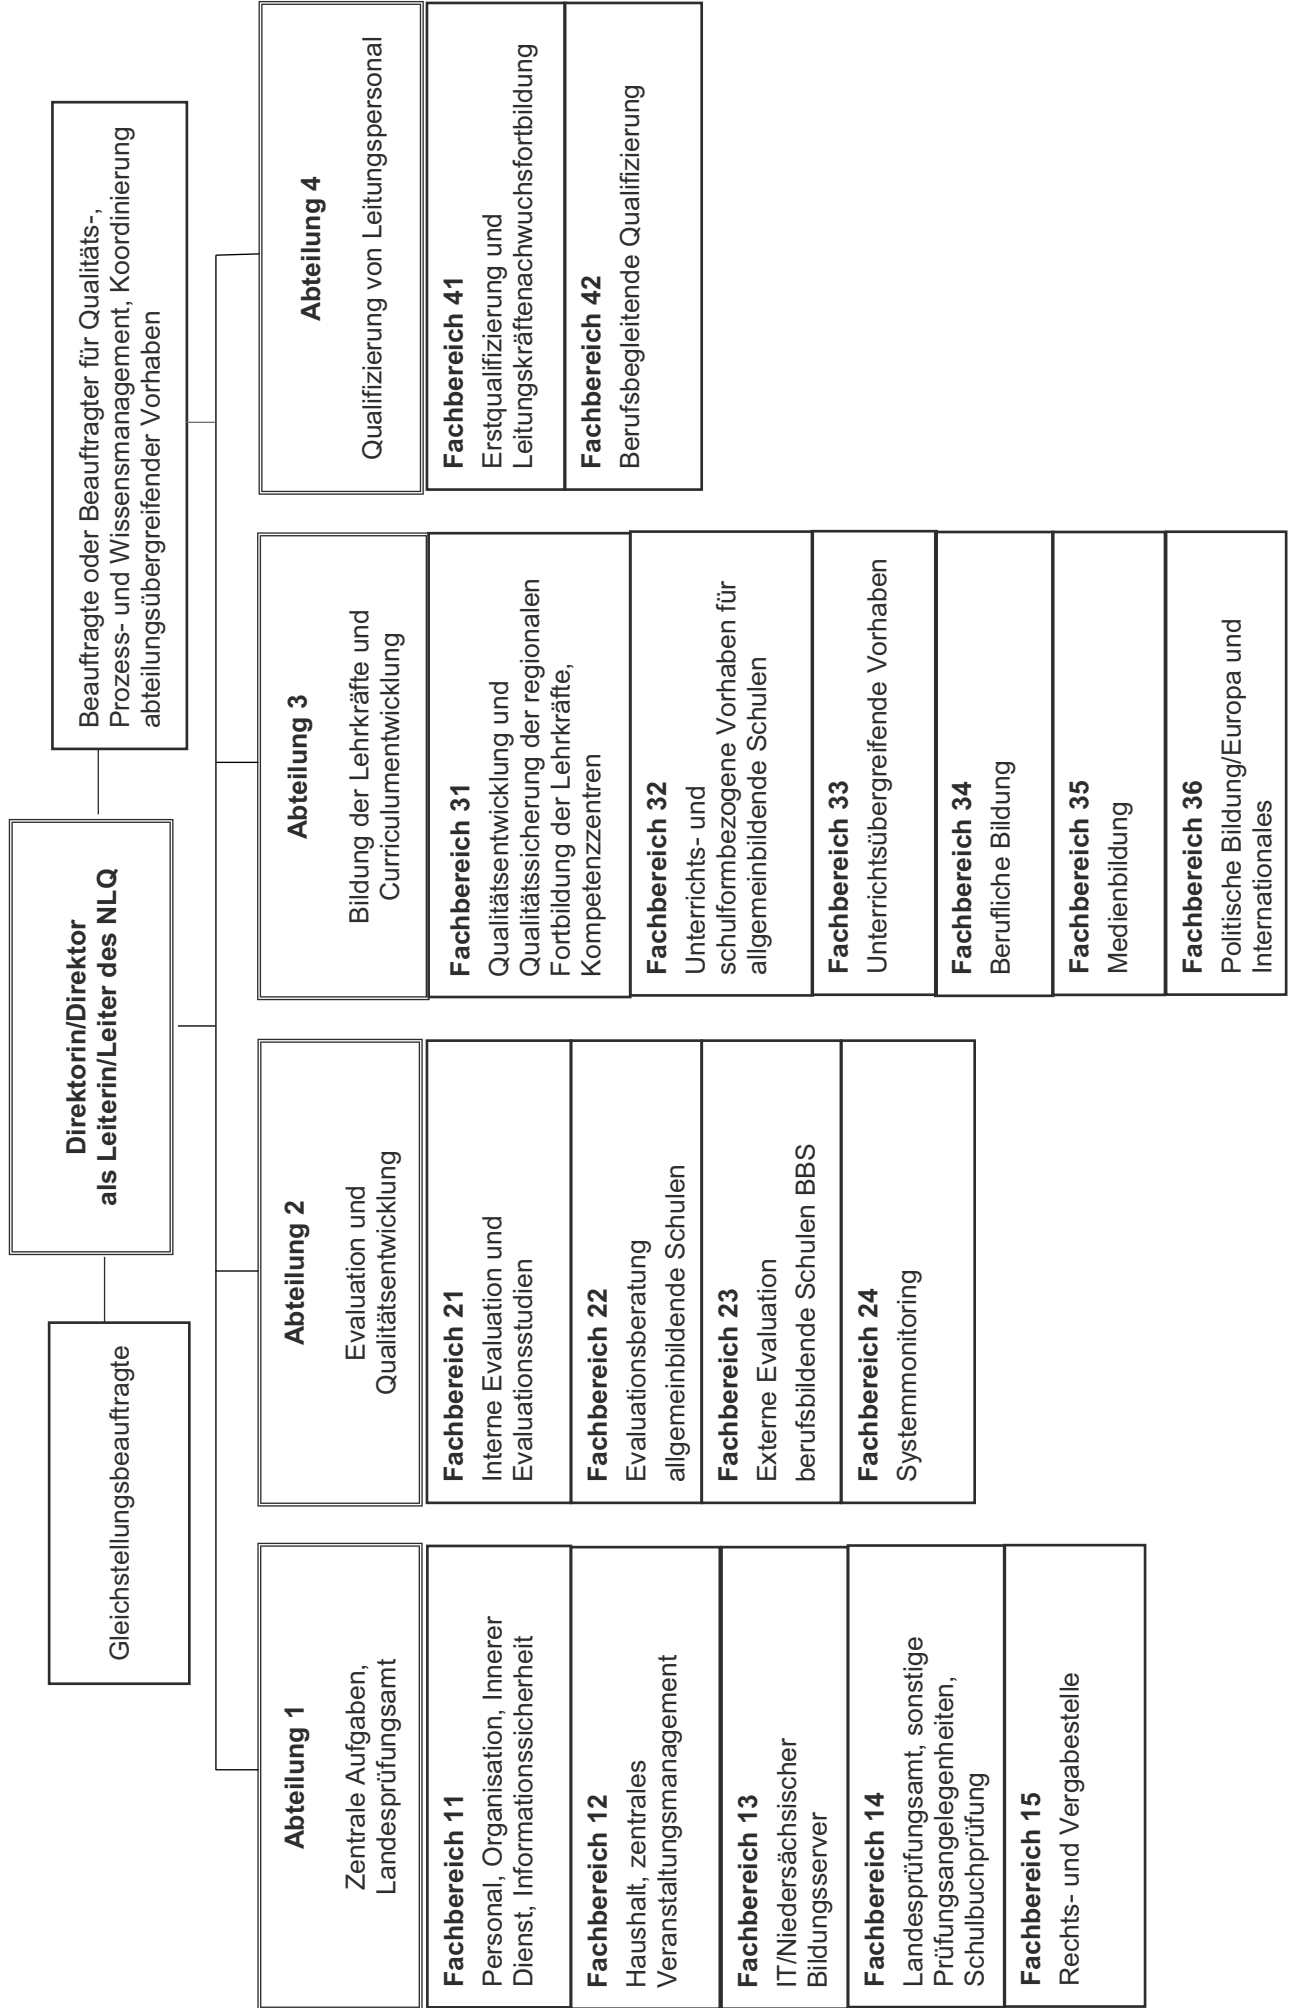 Direktorin/Direktor
als Leiterin/Leiter des NLQ
Gleichstellungsbeauftragte
Beauftragte oder Beauftragter für Qualitäts-,
Prozess- und Wissensmanagement, Koordinierung
abteilungsübergreifender Vorhaben
Abteilung 1
Zentrale Aufgaben,
Landesprüfungsamt
Fachbereich 11
Personal, Organisation, Innerer
Dienst, Informationssicherheit
Fachbereich 12
Haushalt, zentrales
Veranstaltungsmanagement
Fachbereich 13
IT/Niedersächsischer
Bildungsserver
Fachbereich 14
Landesprüfungsamt, sonstige
Prüfungsangelegenheiten,
Schulbuchprüfung
Fachbereich 15
Rechts- und Vergabestelle
Abteilung 2
Evaluation und
Qualitätsentwicklung
Fachbereich 21
Interne Evaluation und
Evaluationsstudien
Fachbereich 22
Evaluationsberatung
allgemeinbildende Schulen
Fachbereich 23
Externe Evaluation
berufsbildende Schulen BBS
Fachbereich 24
Systemmonitoring
Abteilung 3
Bildung der Lehrkräfte und
Curriculumentwicklung
Fachbereich 31
Qualitätsentwicklung und
Qualitätssicherung der regionalen
Fortbildung der Lehrkräfte,
Kompetenzzentren
Fachbereich 32
Unterrichts- und
schulformbezogene Vorhaben für
allgemeinbildende Schulen
Fachbereich 33
Unterrichtsübergreifende Vorhaben
Fachbereich 34
Berufliche Bildung
Fachbereich 35
Medienbildung
Fachbereich 36
Politische Bildung/Europa und
Internationales
Abteilung 4
Qualifizierung von Leitungspersonal
Fachbereich 41
Erstqualifizierung und
Leitungskräftenachwuchsfortbildung
Fachbereich 42
Berufsbegleitende Qualifizierung